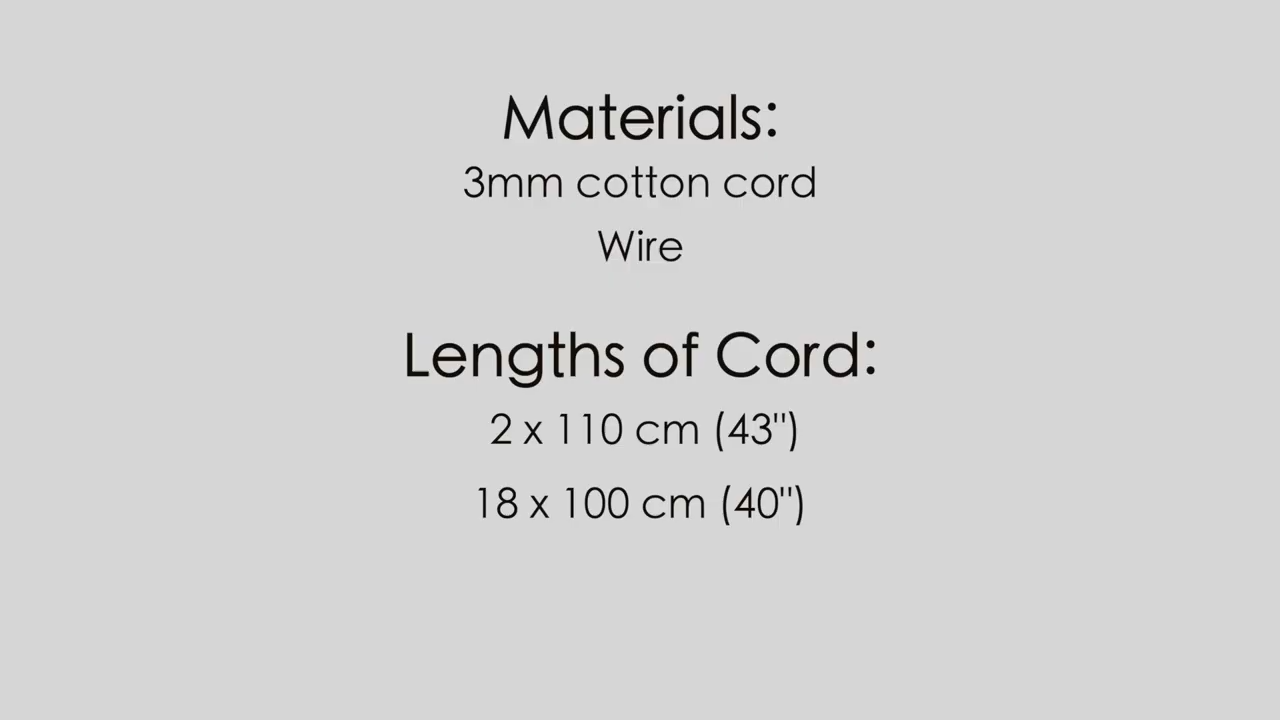 Materials:
3mm cotton cord
Wire
Lengths of Cord:
2 x 110 cm (43")
18 x 100 cm (40")